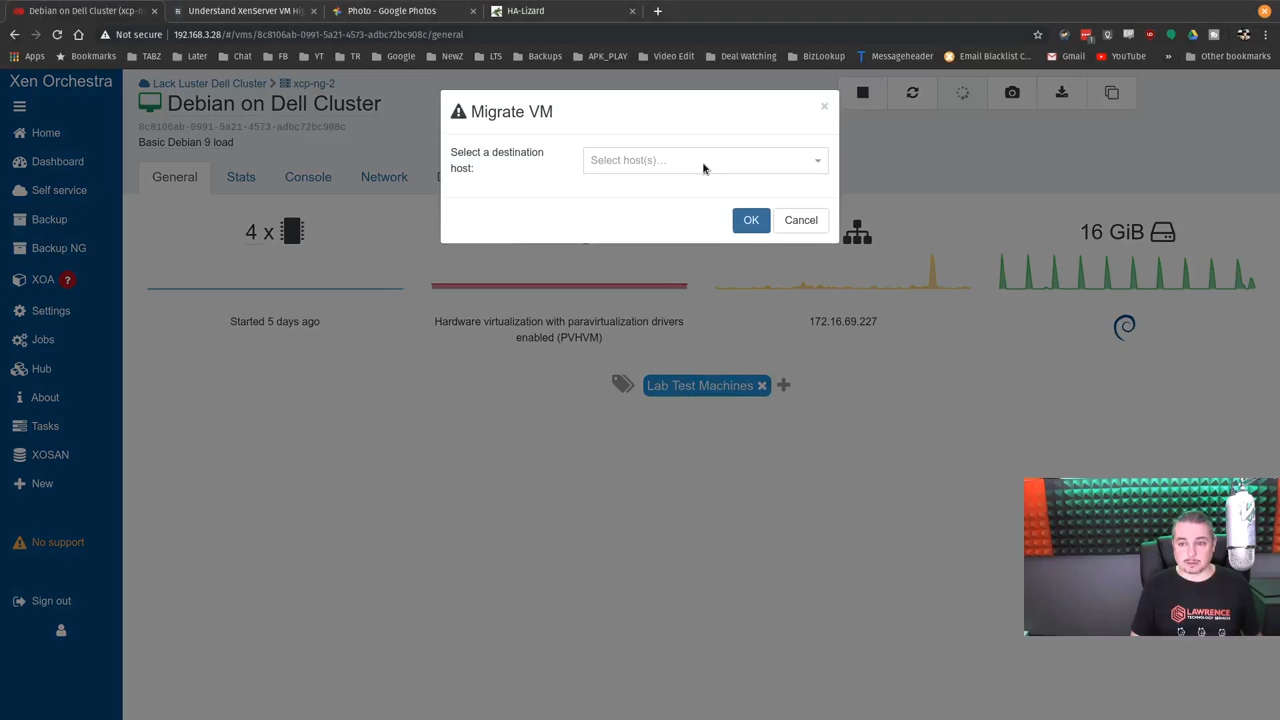 Debian on Dell Cluster (xcp-n
Understand XenServer VM Hi
Photo - Google Photos
HA-Lizard
Not secure
192.168.3.28/#/vms/8c8106ab-0991-5a21-4573-adbc72bc908c/general
Apps
Bookmarks
TABZ
Later
Chat
FB
YT
TR
Google
NewZ
LTS
Backups
APK_PLAY
Video Edit
Deal Watching
BizLookup
Messageheader
Email Blacklist C
Gmail
YouTube
Other bookmarks
Xen Orchestra
Home
Dashboard
Self service
Backup
Backup NG
XOA ?
Settings
Jobs
Hub
About
Tasks
XOSAN
New
No support
Sign out
Lack Luster Dell Cluster
xcp-ng-2
Debian on Dell Cluster
8c8106ab-0991-5a21-4573-adbc72bc908c
Basic Debian 9 load
General
Stats
Console
Network
Migrate VM
×
Select a destination
host:
Select host(s)…
OK
Cancel
4 x
16 GiB
Started 5 days ago
Hardware virtualization with paravirtualization drivers
enabled (PVHVM)
172.16.69.227
Lab Test Machines
LAWRENCE
TECHNOLOGY SERVICES